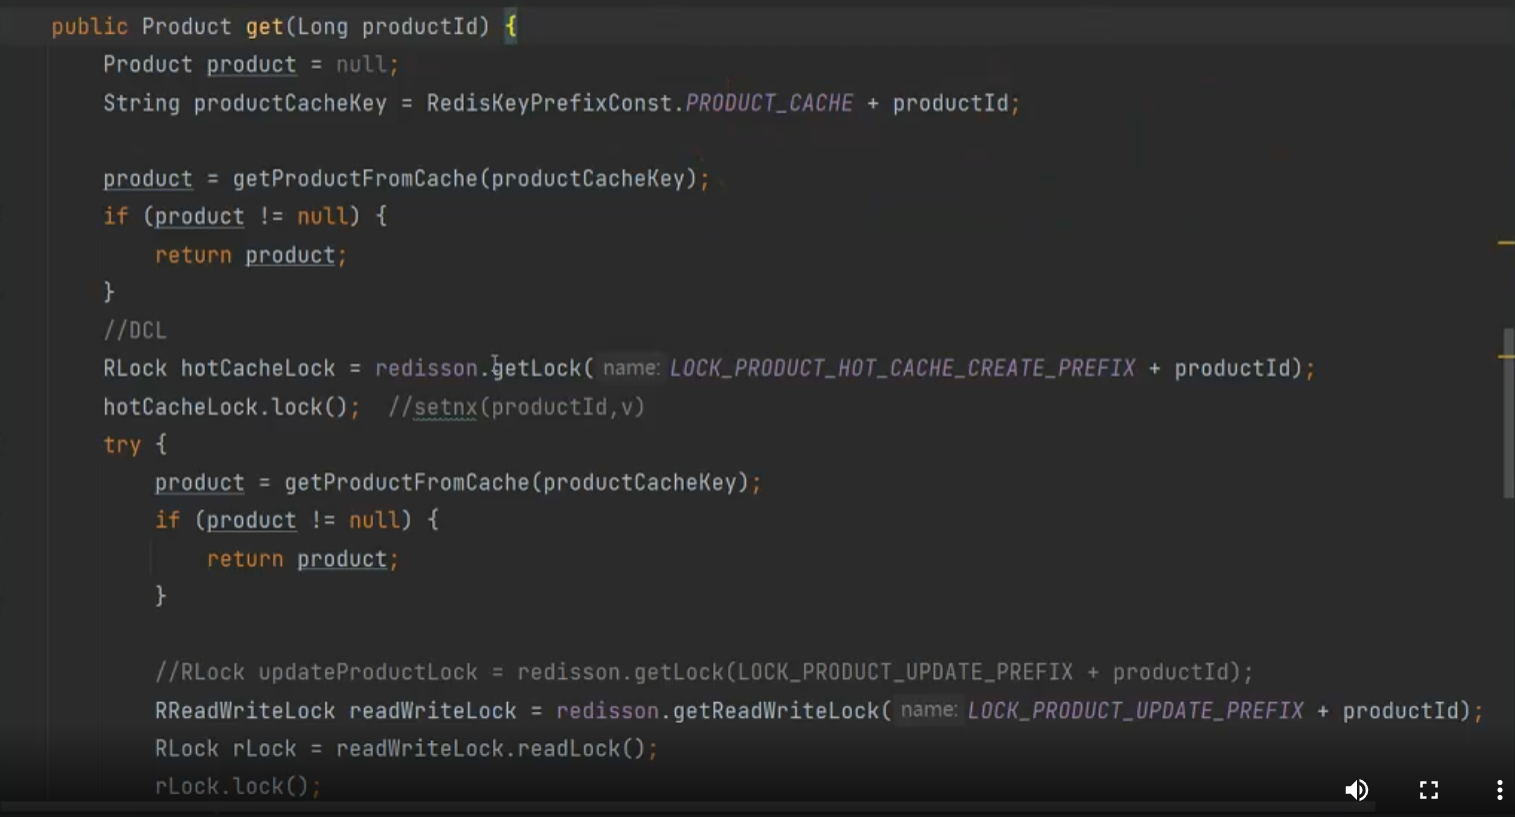 public Product get(Long productId) {
Product product = null;
String productCacheKey = RedisKeyPrefixConst.PRODUCT_CACHE + productId;
product = getProductFromCache(productCacheKey);
if (product != null) {
return product;
}
//DCL
RLock hotCacheLock = redisson.getLock( name: LOCK_PRODUCT_HOT_CACHE_CREATE_PREFIX + productId);
hotCacheLock.lock(); //setnx(productId,v)
try {
product = getProductFromCache(productCacheKey);
if (product != null) {
return product;
}
//RLock updateProductLock = redisson.getLock(LOCK_PRODUCT_UPDATE_PREFIX + productId);
RReadWriteLock readWriteLock = redisson.getReadWriteLock( name: LOCK_PRODUCT_UPDATE_PREFIX + productId);
RLock rLock = readWriteLock.readLock();
rLock.lock();